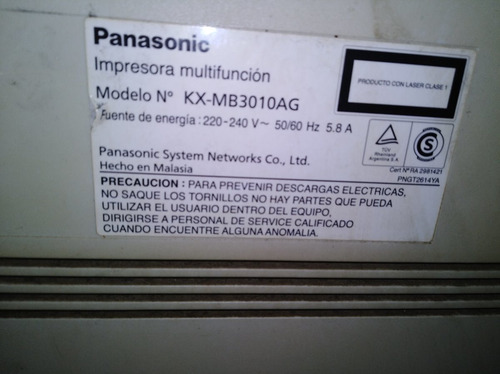 Panasonic
Impresora multifunción
Modelo Nº KX-MB3010AG
Fuente de energía : 220-240 V~ 50/60 Hz 5.8 A
PRODUCTO CON LASER CLASE 1
TÜV
Rheinland
Argentina S.A.
S
Cert Nº RA 2981421
PNGT2614YA
Panasonic System Networks Co., Ltd.
Hecho en Malasia
PRECAUCION : PARA PREVENIR DESCARGAS ELECTRICAS,
NO SAQUE LOS TORNILLOS NO HAY PARTES QUE PUEDA
UTILIZAR EL USUARIO DENTRO DEL EQUIPO,
DIRIGIRSE A PERSONAL DE SERVICE CALIFICADO
CUANDO ENCUENTRE ALGUNA ANOMALIA.